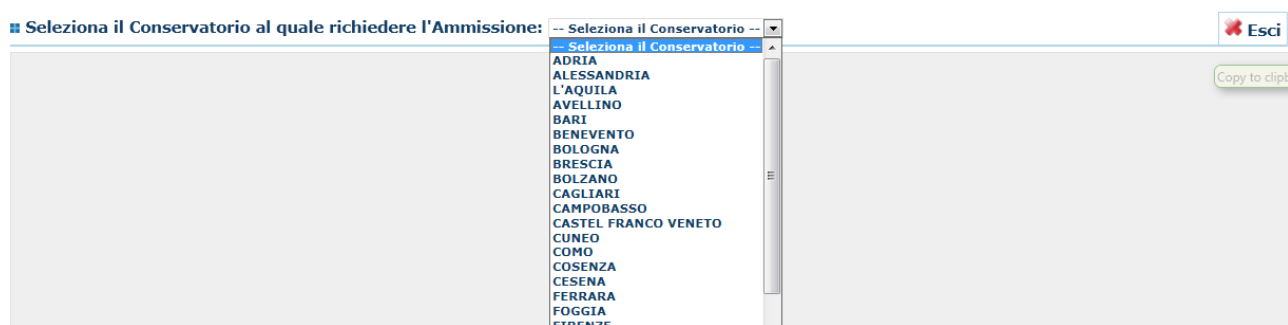 Seleziona il Conservatorio al quale richiedere l'Ammissione: -- Seleziona il Conservatorio -- Esci
-- Seleziona il Conservatorio --
ADRIA
ALESSANDRIA
L'AQUILA
AVELLINO
BARI
BENEVENTO
BOLOGNA
BRESCIA
BOLZANO
CAGLIARI
CAMPOBASSO
CASTEL FRANCO VENETO
CUNEO
COMO
COSENZA
CESENA
FERRARA
FOGGIA
FIRENZE
Copy to clipb